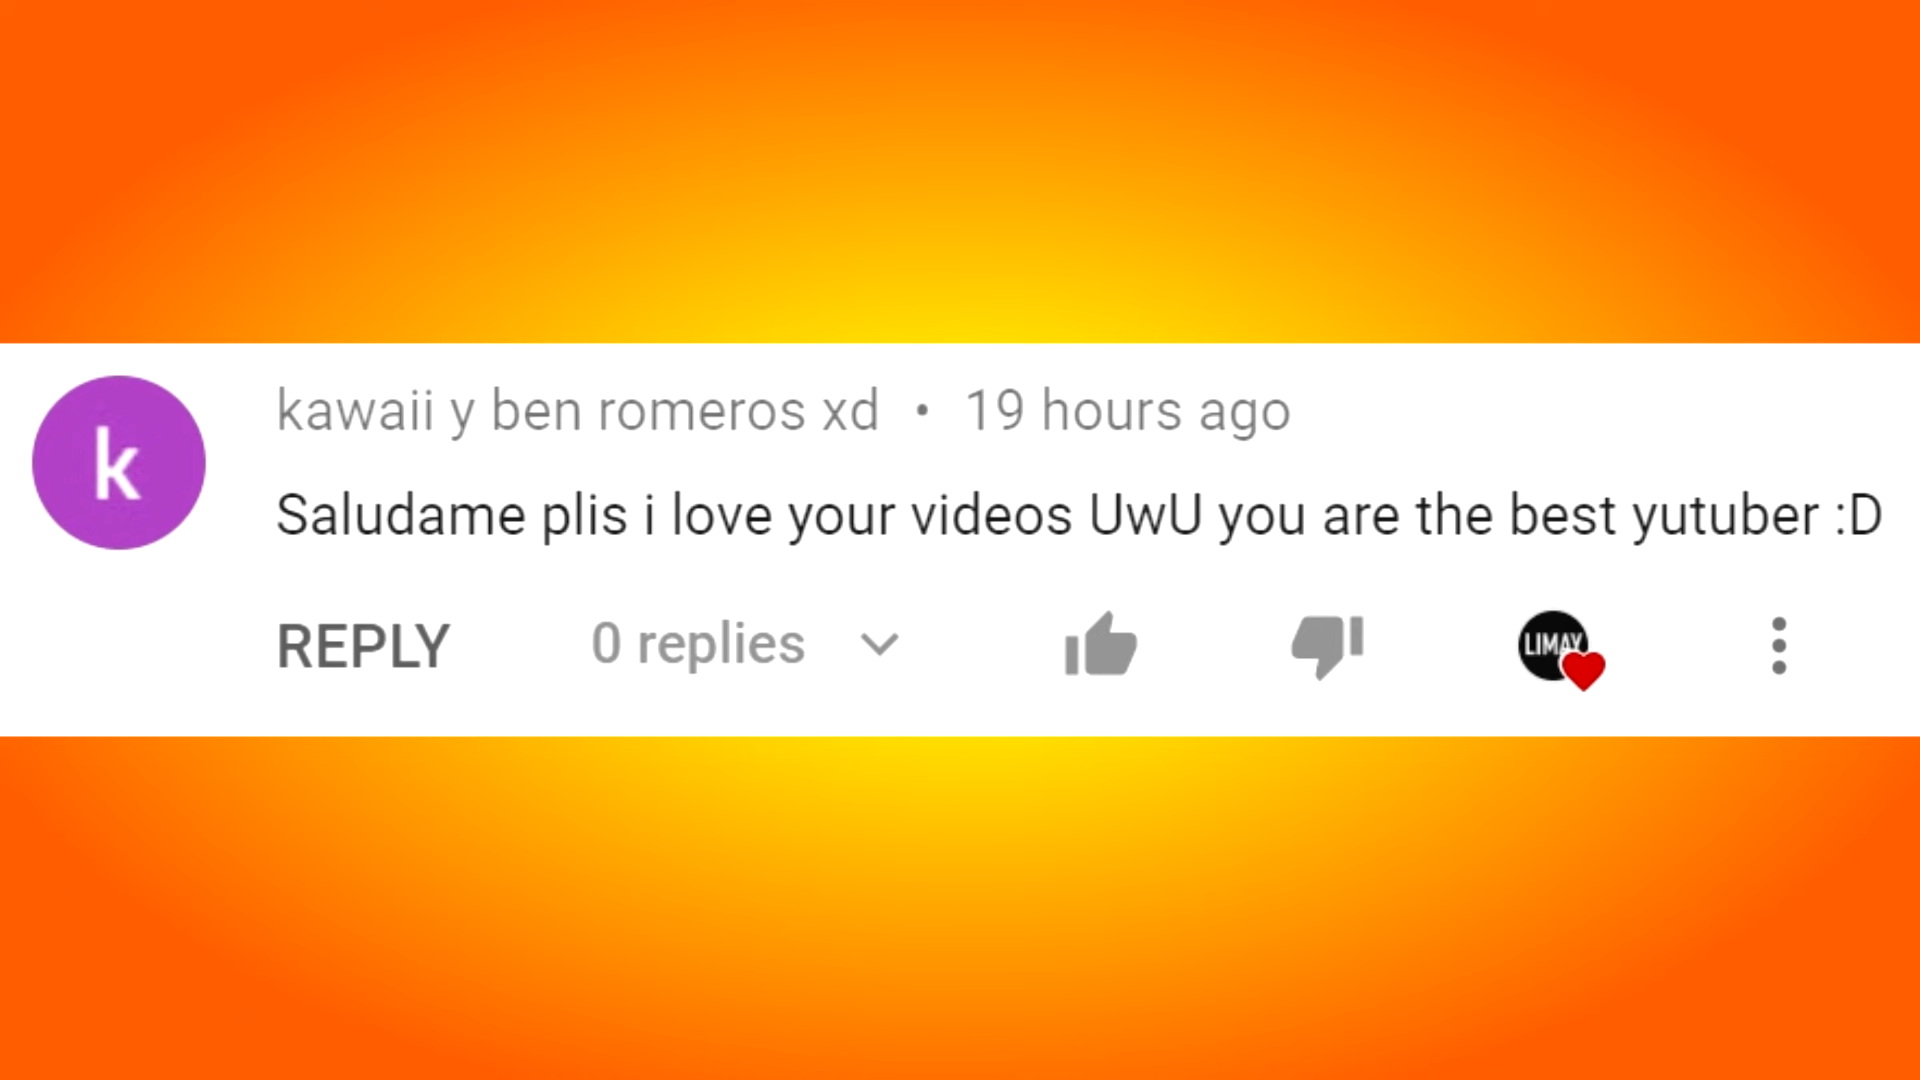 k
kawaii y ben romeros xd • 19 hours ago
Saludame plis i love your videos UwU you are the best yutuber :D
REPLY 0 replies
LIMAY